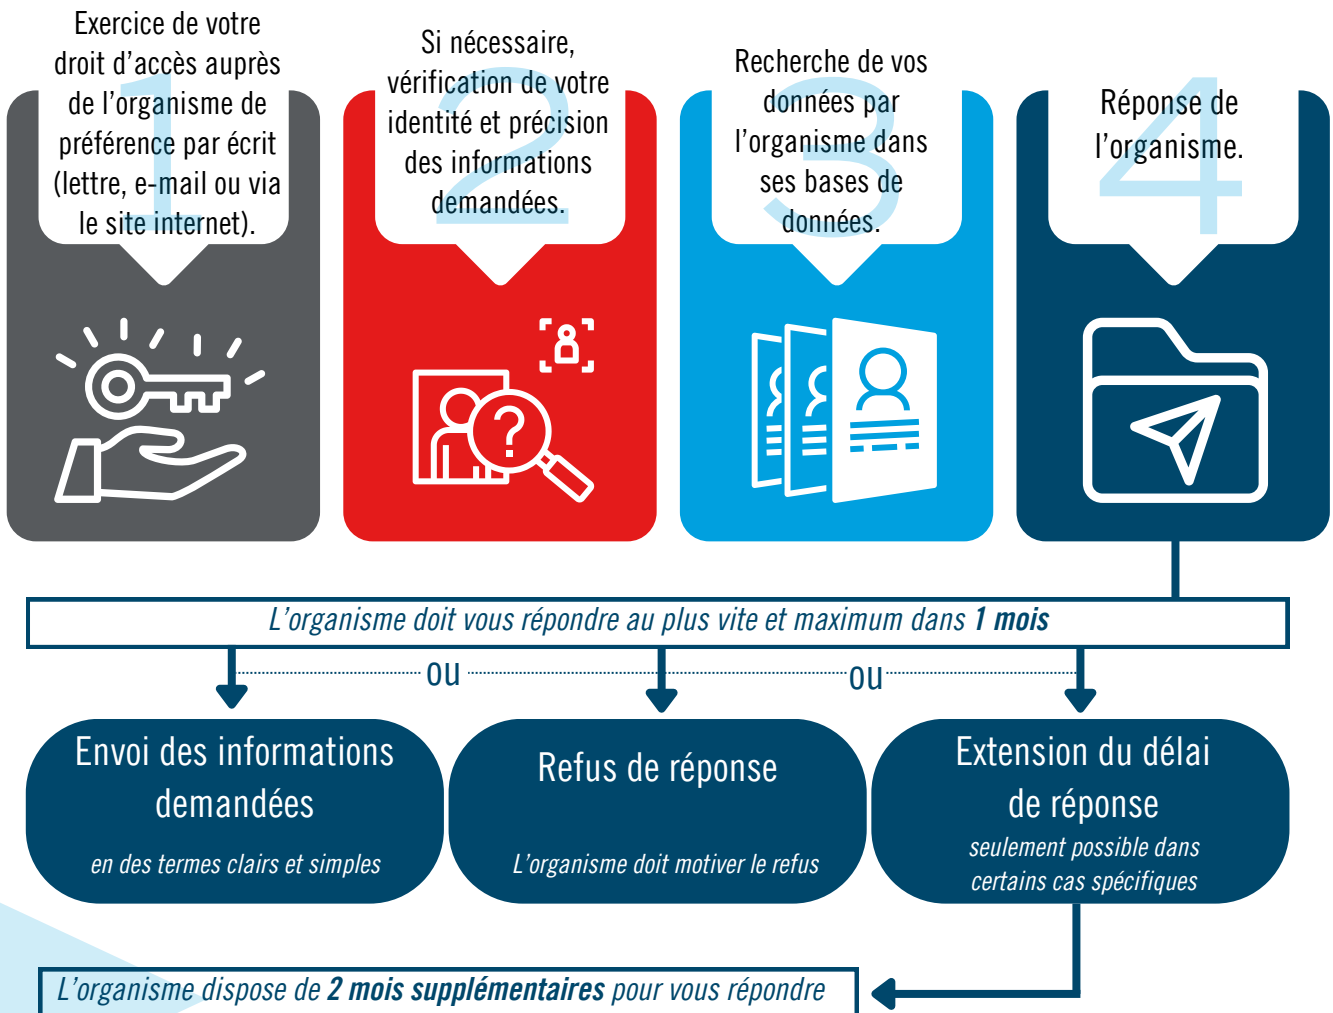 1
Exercice de votre
droit d'accès auprès
de l'organisme de
préférence par écrit
(lettre, e-mail ou via
le site internet).
2
Si nécessaire,
vérification de votre
identité et précision
des informations
demandées.
3
Recherche de vos
données par
l'organisme dans
ses bases de
données.
4
Réponse de
l'organisme.
?
L'organisme doit vous répondre au plus vite et maximum dans 1 mois
ou
ou
Envoi des informations
demandées
en des termes clairs et simples
Refus de réponse
L'organisme doit motiver le refus
Extension du délai
de réponse
seulement possible dans
certains cas spécifiques
L'organisme dispose de 2 mois supplémentaires pour vous répondre